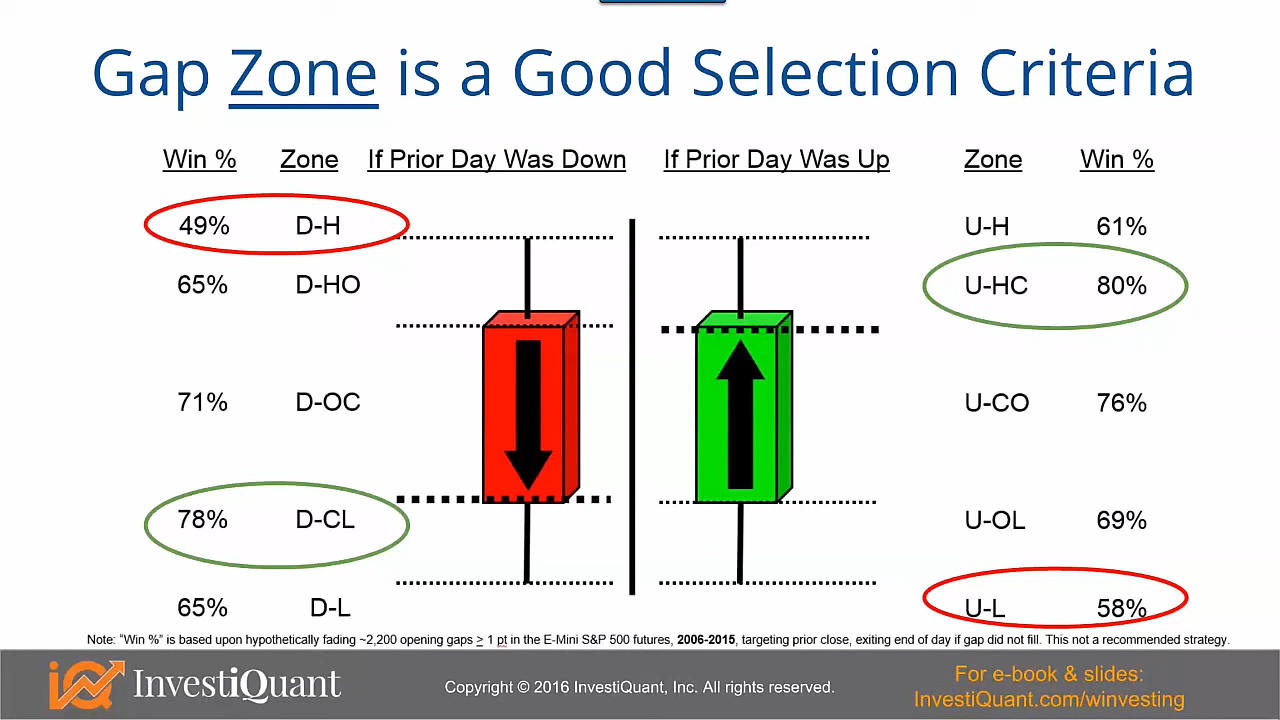 Gap Zone is a Good Selection Criteria
Win % Zone If Prior Day Was Down If Prior Day Was Up Zone Win %
49% D-H U-H 61%
65% D-HO U-HC 80%
71% D-OC U-CO 76%
78% D-CL U-OL 69%
65% D-L U-L 58%
Note: “Win %” is based upon hypothetically fading ~2,200 opening gaps > 1 pt in the E-Mini S&P 500 futures, 2006-2015, targeting prior close, exiting end of day if gap did not fill. This not a recommended strategy.
iQ InvestiQuant
Copyright © 2016 InvestiQuant, Inc. All rights reserved.
For e-book & slides:
InvestiQuant.com/winvesting